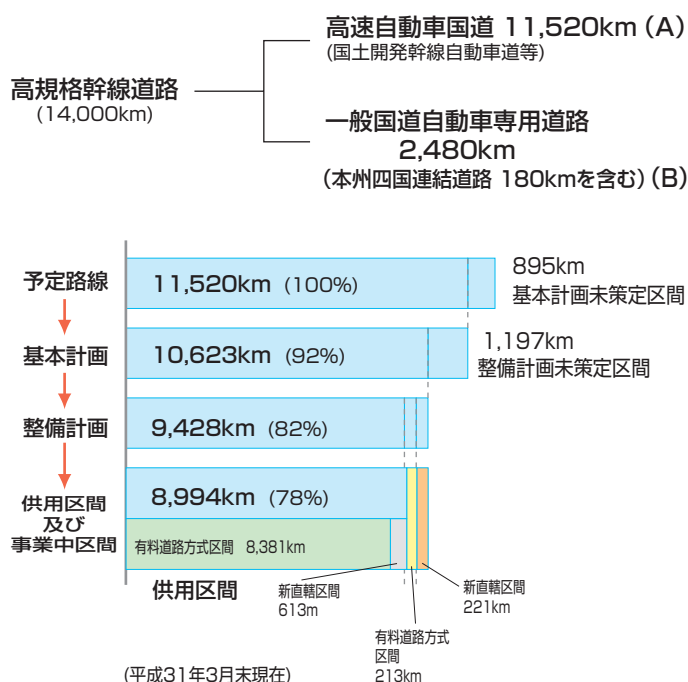 高速自動車国道 11,520km (A)
(国土開発幹線自動車道等)
高規格幹線道路
(14,000km)
一般国道自動車専用道路
2,480km
(本州四国連結道路 180kmを含む) (B)
予定路線
11,520km (100%)
895km
基本計画未策定区間
基本計画
10,623km (92%)
1,197km
整備計画未策定区間
整備計画
9,428km (82%)
供用区間
及び
事業中区間
8,994km (78%)
有料道路方式区間 8,381km
供用区間
新直轄区間
613m
有料道路方式
区間
213km
新直轄区間
221km
(平成31年3月末現在)